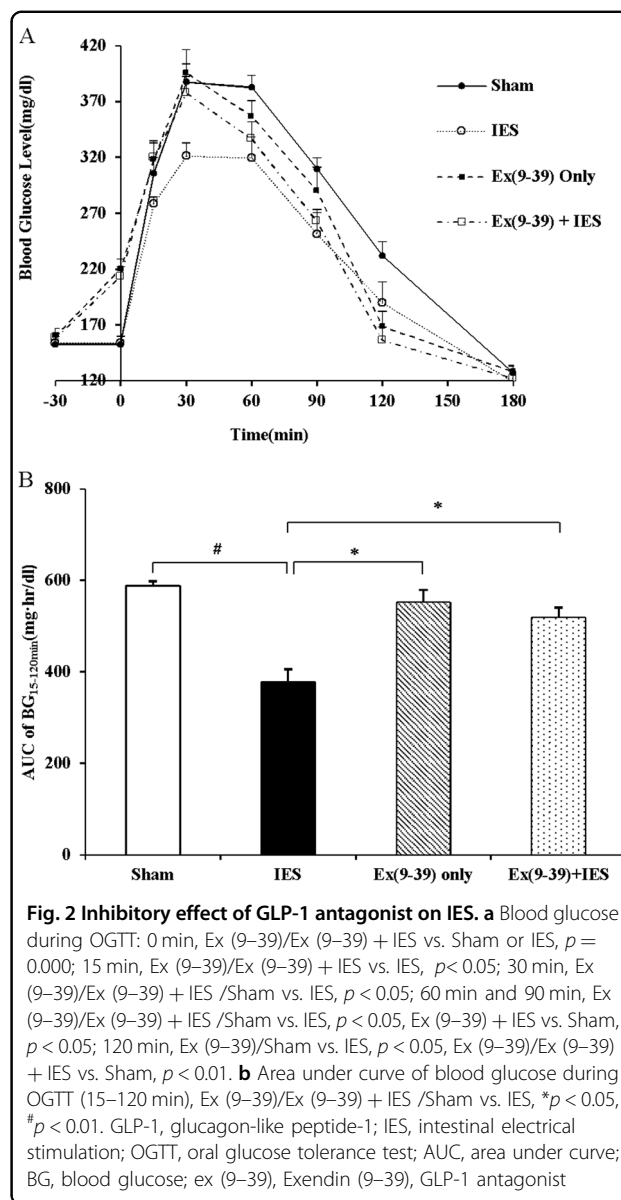 A
420
370
320
270
220
170
120
Blood Glucose Level(mg/dl)
-30 0 30 60 90 120 180
Time(min)
Sham
IES
Ex(9-39) Only
Ex(9-39) + IES
B
800
600
400
200
0
AUC of BG15-120min(mg·hr/dl)
# * *
Sham IES Ex(9-39) only Ex(9-39)+IES
Fig. 2 Inhibitory effect of GLP-1 antagonist on IES. a Blood glucose
during OGTT: 0 min, Ex (9–39)/Ex (9–39) + IES vs. Sham or IES, p =
0.000; 15 min, Ex (9–39)/Ex (9–39) + IES vs. IES, p< 0.05; 30 min, Ex
(9–39)/Ex (9–39) + IES /Sham vs. IES, p < 0.05; 60 min and 90 min, Ex
(9–39)/Ex (9–39) + IES /Sham vs. IES, p < 0.05, Ex (9–39) + IES vs. Sham,
p < 0.05; 120 min, Ex (9–39)/Sham vs. IES, p < 0.05, Ex (9–39)/Ex (9–39)
+ IES vs. Sham, p < 0.01. b Area under curve of blood glucose during
OGTT (15–120 min), Ex (9–39)/Ex (9–39) + IES /Sham vs. IES, *p < 0.05,
#p < 0.01. GLP-1, glucagon-like peptide-1; IES, intestinal electrical
stimulation; OGTT, oral glucose tolerance test; AUC, area under curve;
BG, blood glucose; ex (9–39), Exendin (9–39), GLP-1 antagonist